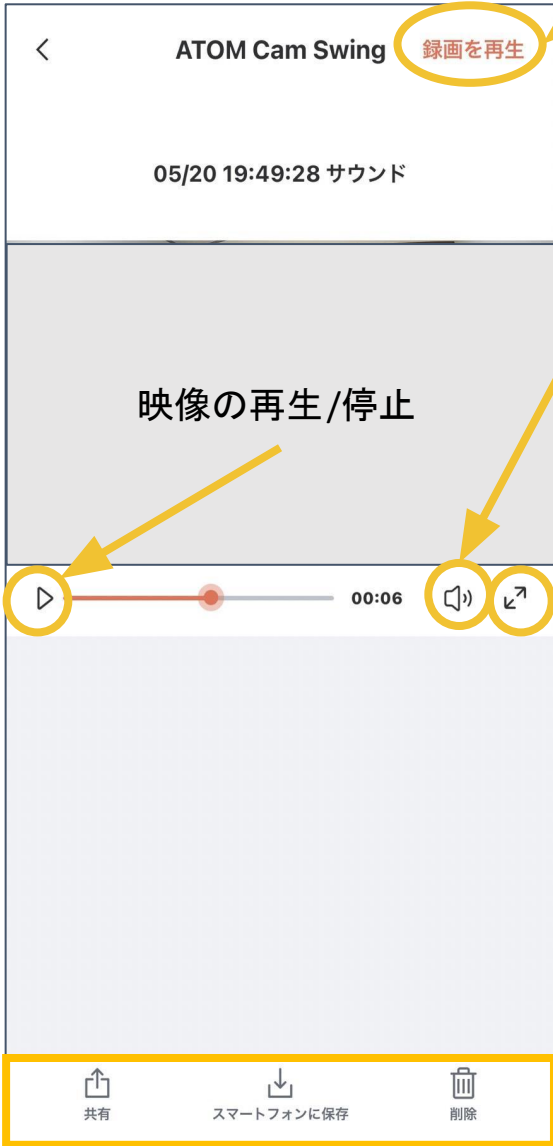 ATOM Cam Swing 録画を再生
05/20 19:49:28 サウンド
映像の再生/停止
00:06
共有 スマートフォンに保存 削除